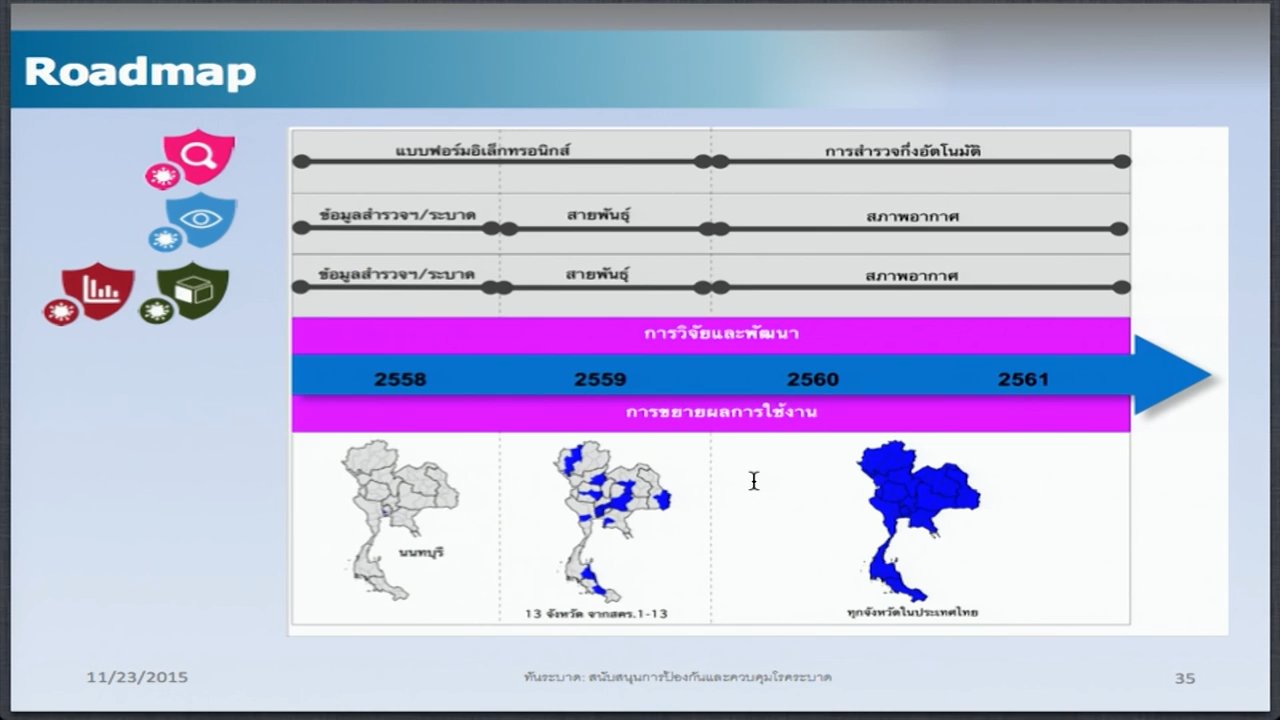 Roadmap
แบบฟอร์มอิเล็กทรอนิกส์ การสำรวจกึ่งอัตโนมัติ
ข้อมูลสำรวจฯ/ระบาด สายพันธุ์ สภาพอากาศ
ข้อมูลสำรวจฯ/ระบาด สายพันธุ์ สภาพอากาศ
การวิจัยและพัฒนา
2558 2559 2560 2561
การขยายผลการใช้งาน
นนทบุรี
13 จังหวัด จากสคร.1-13 ทุกจังหวัดในประเทศไทย
11/23/2015 ทันระบาด: สนับสนุนการป้องกันและควบคุมโรคระบาด 35